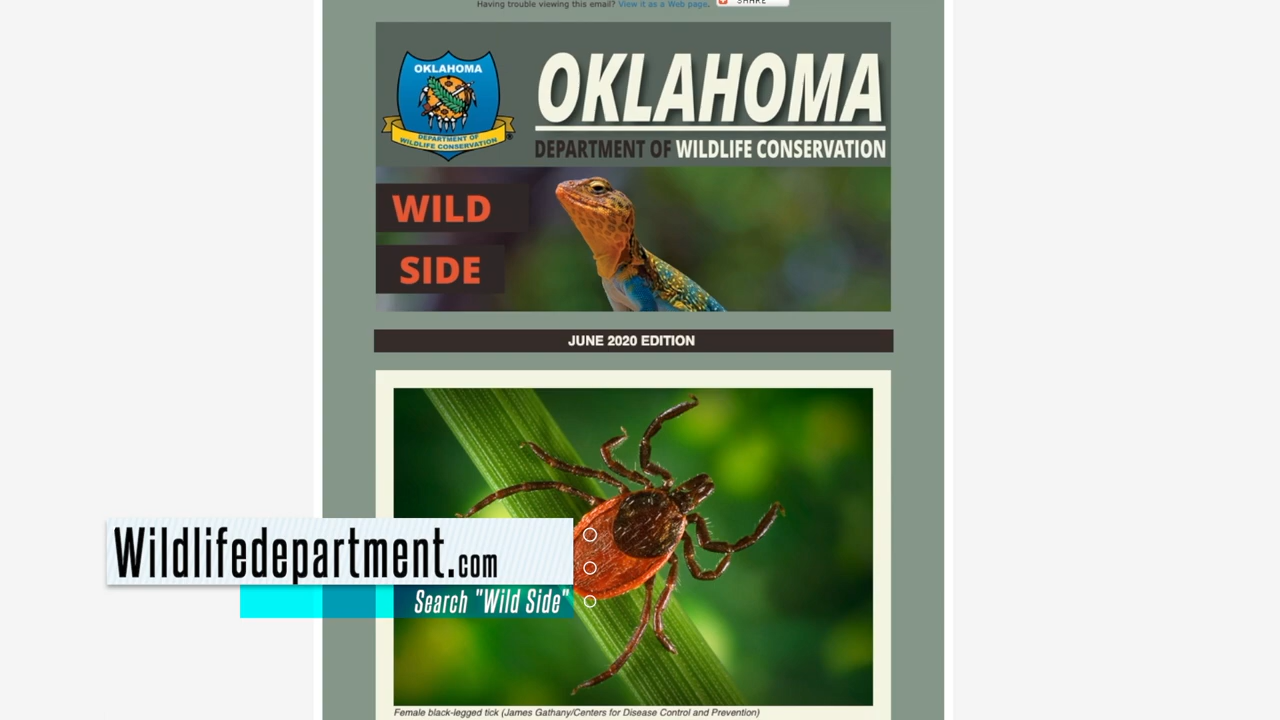 Having trouble viewing this email? View it as a Web page.
SHARE
OKLAHOMA
DEPARTMENT OF
WILDLIFE CONSERVATION
OKLAHOMA
DEPARTMENT OF WILDLIFE CONSERVATION
WILD
SIDE
JUNE 2020 EDITION
Wildlifedepartment.com
Search "Wild Side"
Female black-legged tick (James Gathany/Centers for Disease Control and Prevention)